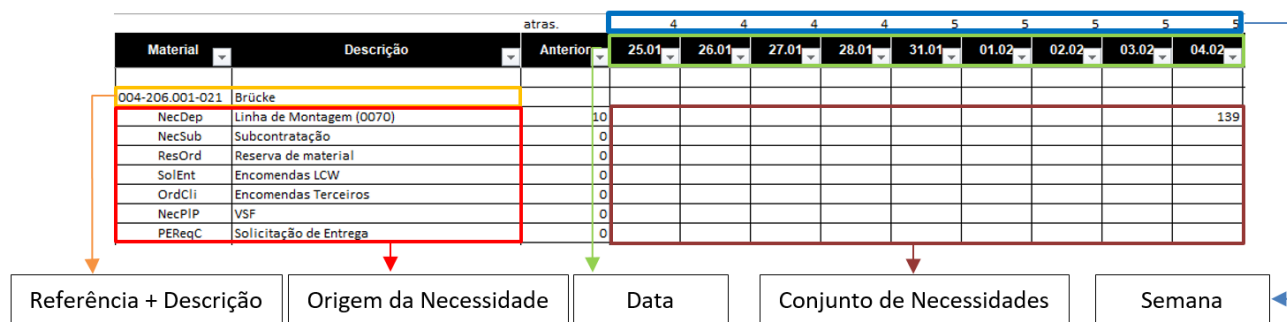 atras. 4 4 4 4 5 5 5 5 5
Material Descrição Anterior 25.01 26.01 27.01 28.01 31.01 01.02 02.02 03.02 04.02
004-206.001-021 Brücke
NecDep Linha de Montagem (0070) 10 139
NecSub Subcontratação 0
ResOrd Reserva de material 0
SolEnt Encomendas LCW 0
OrdCli Encomendas Terceiros 0
NecPlP VSF 0
PEReqC Solicitação de Entrega 0
Referência + Descrição Origem da Necessidade Data Conjunto de Necessidades Semana